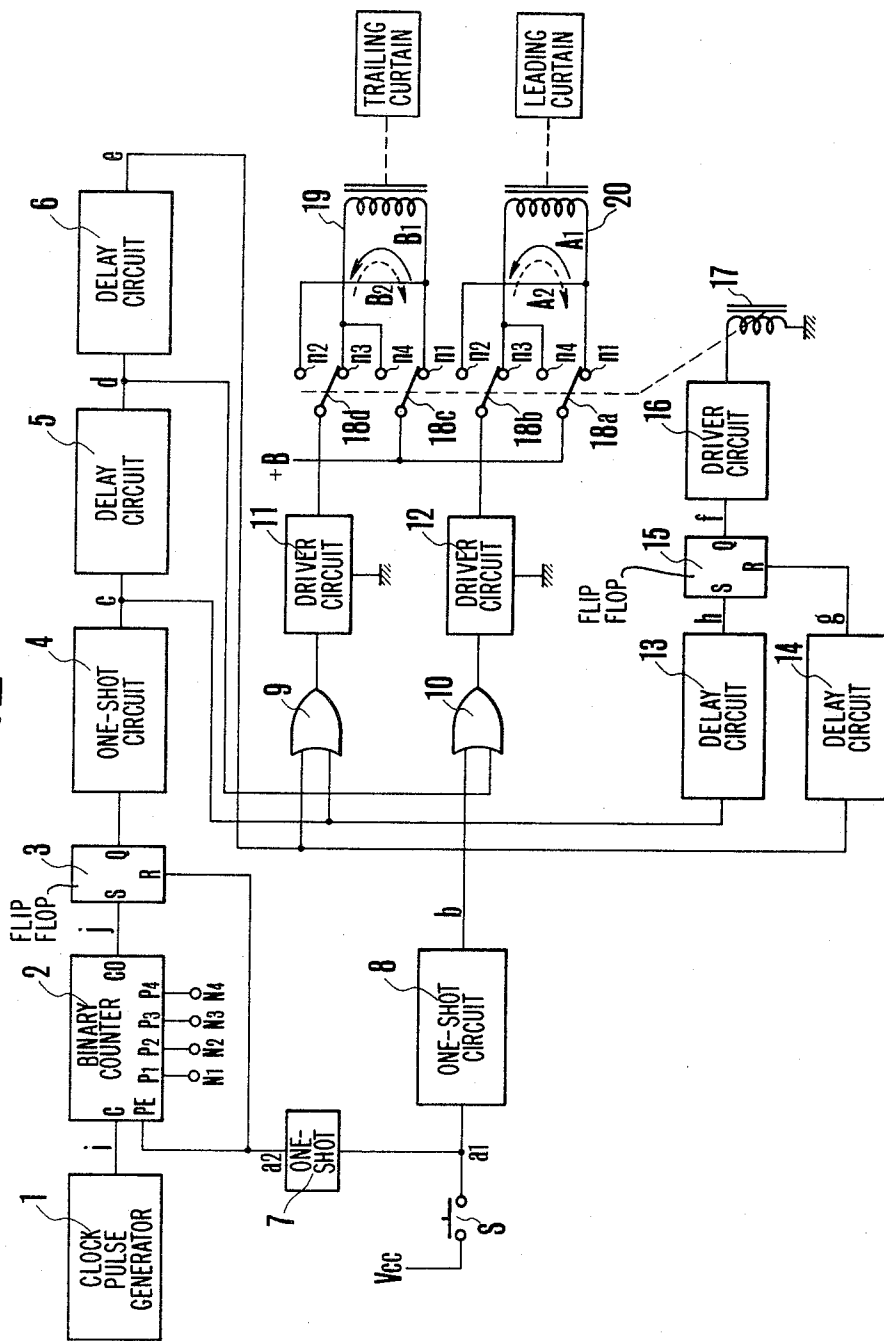 1
CLOCK
PULSE
GENERATOR
i
2
BINARY
COUNTER
C
PE
CO
P1 P2 P3 P4
N1 N2 N3 N4
j
FLIP
FLOP
3
S
Q
R
4
ONE-SHOT
CIRCUIT
c
5
DELAY
CIRCUIT
d
6
DELAY
CIRCUIT
e
a2
ONE-
SHOT
7
Vcc
S
a1
8
ONE-SHOT
CIRCUIT
b
9
10
11
DRIVER
CIRCUIT
12
DRIVER
CIRCUIT
+B
18d
18c
18b
18a
n2
n3
n4
n1
n2
n3
n4
n1
19
B1
B2
TRAILING
CURTAIN
A1
A2
20
LEADING
CURTAIN
13
DELAY
CIRCUIT
14
DELAY
CIRCUIT
h
g
FLIP
FLOP
15
S
Q
R
f
16
DRIVER
CIRCUIT
17